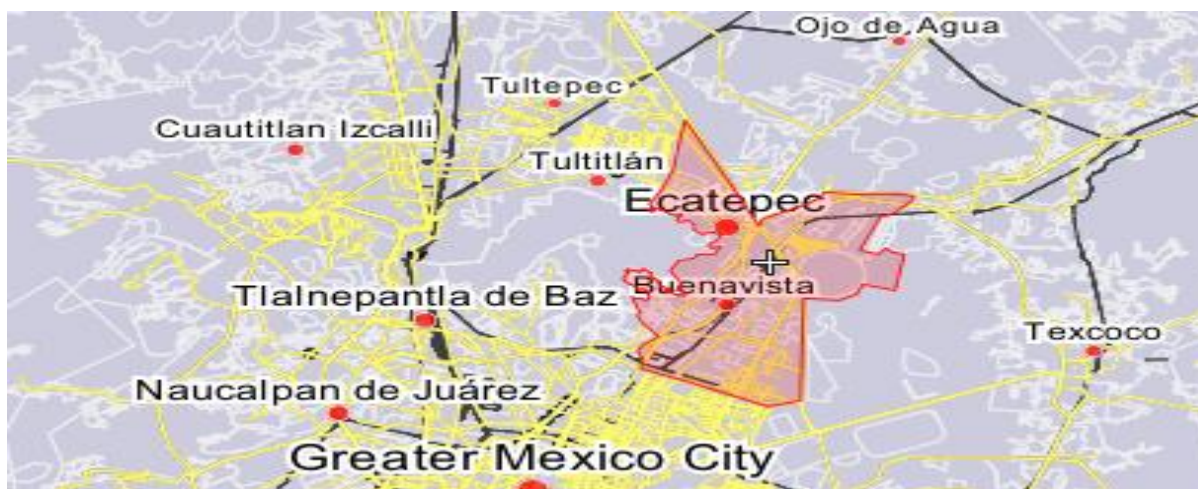 Ojo de Agua
Tultepec
Cuautitlan Izcalli
Tultitlán
Ecatepec
Buenavista
Tlalnepantla de Baz
Texcoco
Naucalpan de Juárez
Greater Mexico City